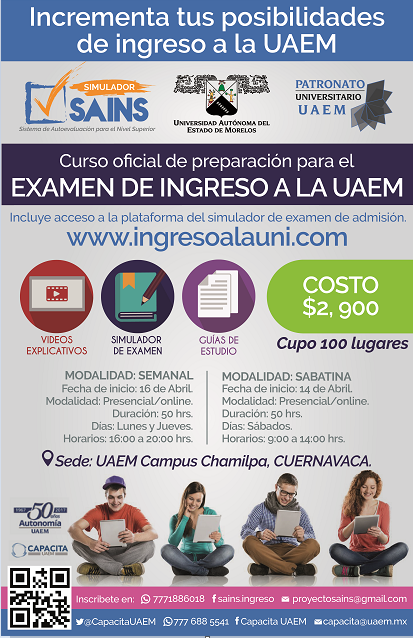 Incrementa tus posibilidades
de ingreso a la UAEM
SIMULADOR
SAINS
Sistema de Autoevaluación para el Nivel Superior
UNIVERSIDAD AUTÓNOMA DEL
ESTADO DE MORELOS
PATRONATO
UNIVERSITARIO
UAEM
Curso oficial de preparación para el
EXAMEN DE INGRESO A LA UAEM
Incluye acceso a la plataforma del simulador de examen de admisión.
www.ingresoalauni.com
VIDEOS
EXPLICATIVOS
SIMULADOR
DE EXAMEN
GUÍAS DE
ESTUDIO
COSTO
$2, 900
Cupo 100 lugares
MODALIDAD: SEMANAL
Fecha de inicio: 16 de Abril.
Modalidad: Presencial/online.
Duración: 50 hrs.
Días: Lunes y Jueves.
Horarios: 16:00 a 20:00 hrs.
MODALIDAD: SABATINA
Fecha de inicio: 14 de Abril.
Modalidad: Presencial/online.
Duración: 50 hrs.
Días: Sábados.
Horarios: 9:00 a 14:00 hrs.
Sede: UAEM Campus Chamilpa, CUERNAVACA.
1967 50 años 2017
Autonomía
UAEM
CAPACITA
UAEM
Inscríbete en: 7771886018 sains.ingreso proyectosains@gmail.com
@CapacitaUAEM 777 688 5541 Capacita UAEM capacita@uaem.mx